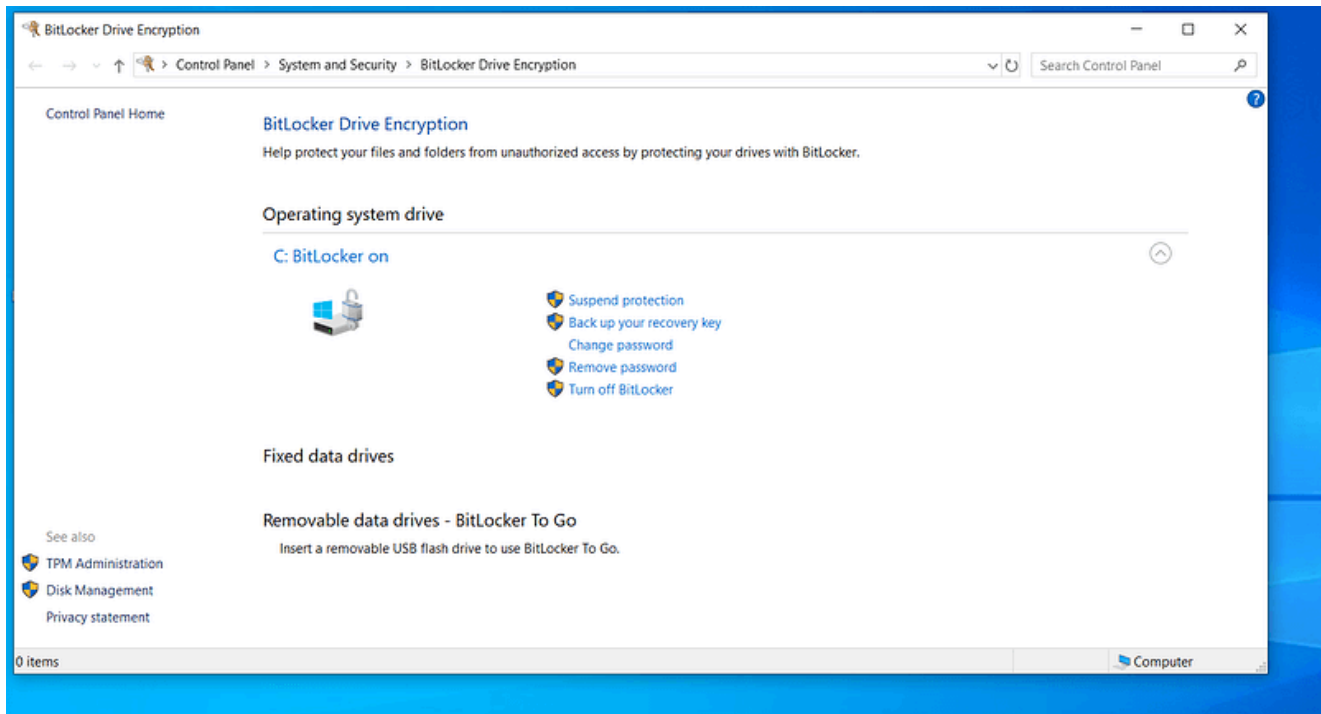 BitLocker Drive Encryption
Control Panel > System and Security > BitLocker Drive Encryption
Search Control Panel
?
Control Panel Home
BitLocker Drive Encryption
Help protect your files and folders from unauthorized access by protecting your drives with BitLocker.
Operating system drive
C: BitLocker on
Suspend protection
Back up your recovery key
Change password
Remove password
Turn off BitLocker
Fixed data drives
Removable data drives - BitLocker To Go
Insert a removable USB flash drive to use BitLocker To Go.
See also
TPM Administration
Disk Management
Privacy statement
0 items
Computer